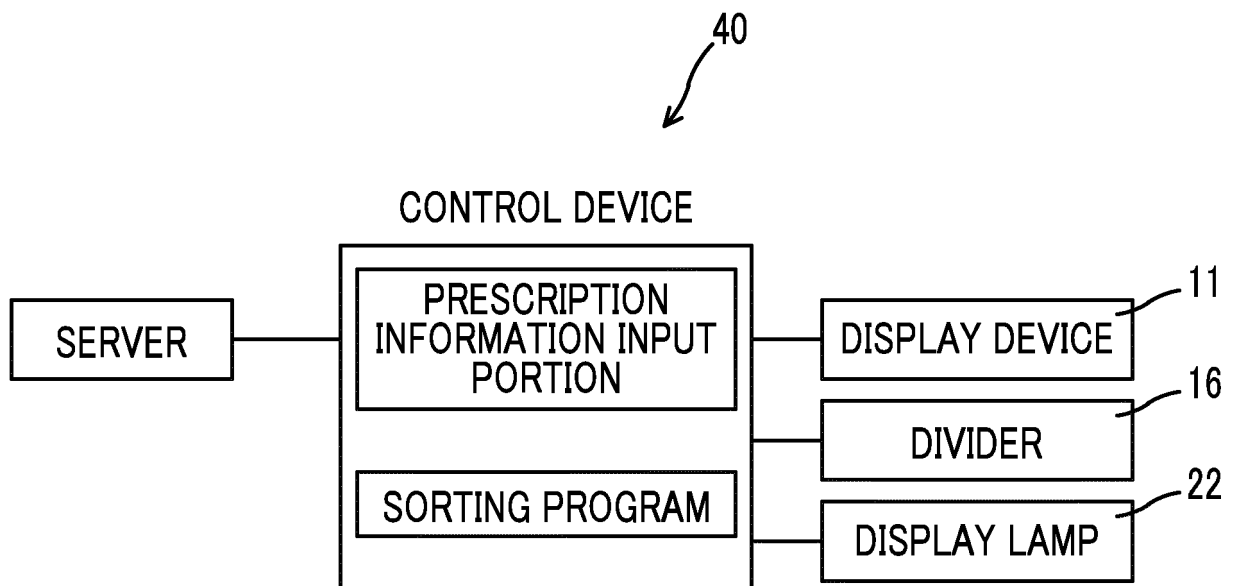 40
CONTROL DEVICE
SERVER
PRESCRIPTION
INFORMATION INPUT
PORTION
SORTING PROGRAM
11
DISPLAY DEVICE
16
DIVIDER
22
DISPLAY LAMP